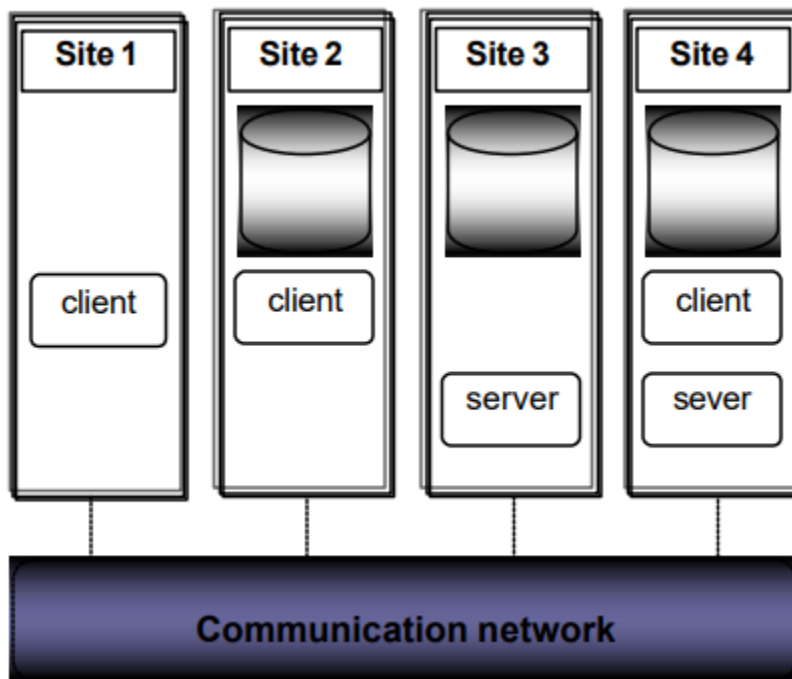 Site 1
Site 2
Site 3
Site 4
client
client
client
server
sever
Communication network